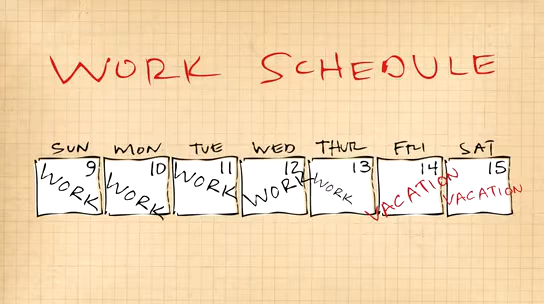 WORK SCHEDULE
SUN MON TUE WED THUR FRI SAT
9 10 11 12 13 14 15
WORK WORK WORK WORK WORK VACATION VACATION